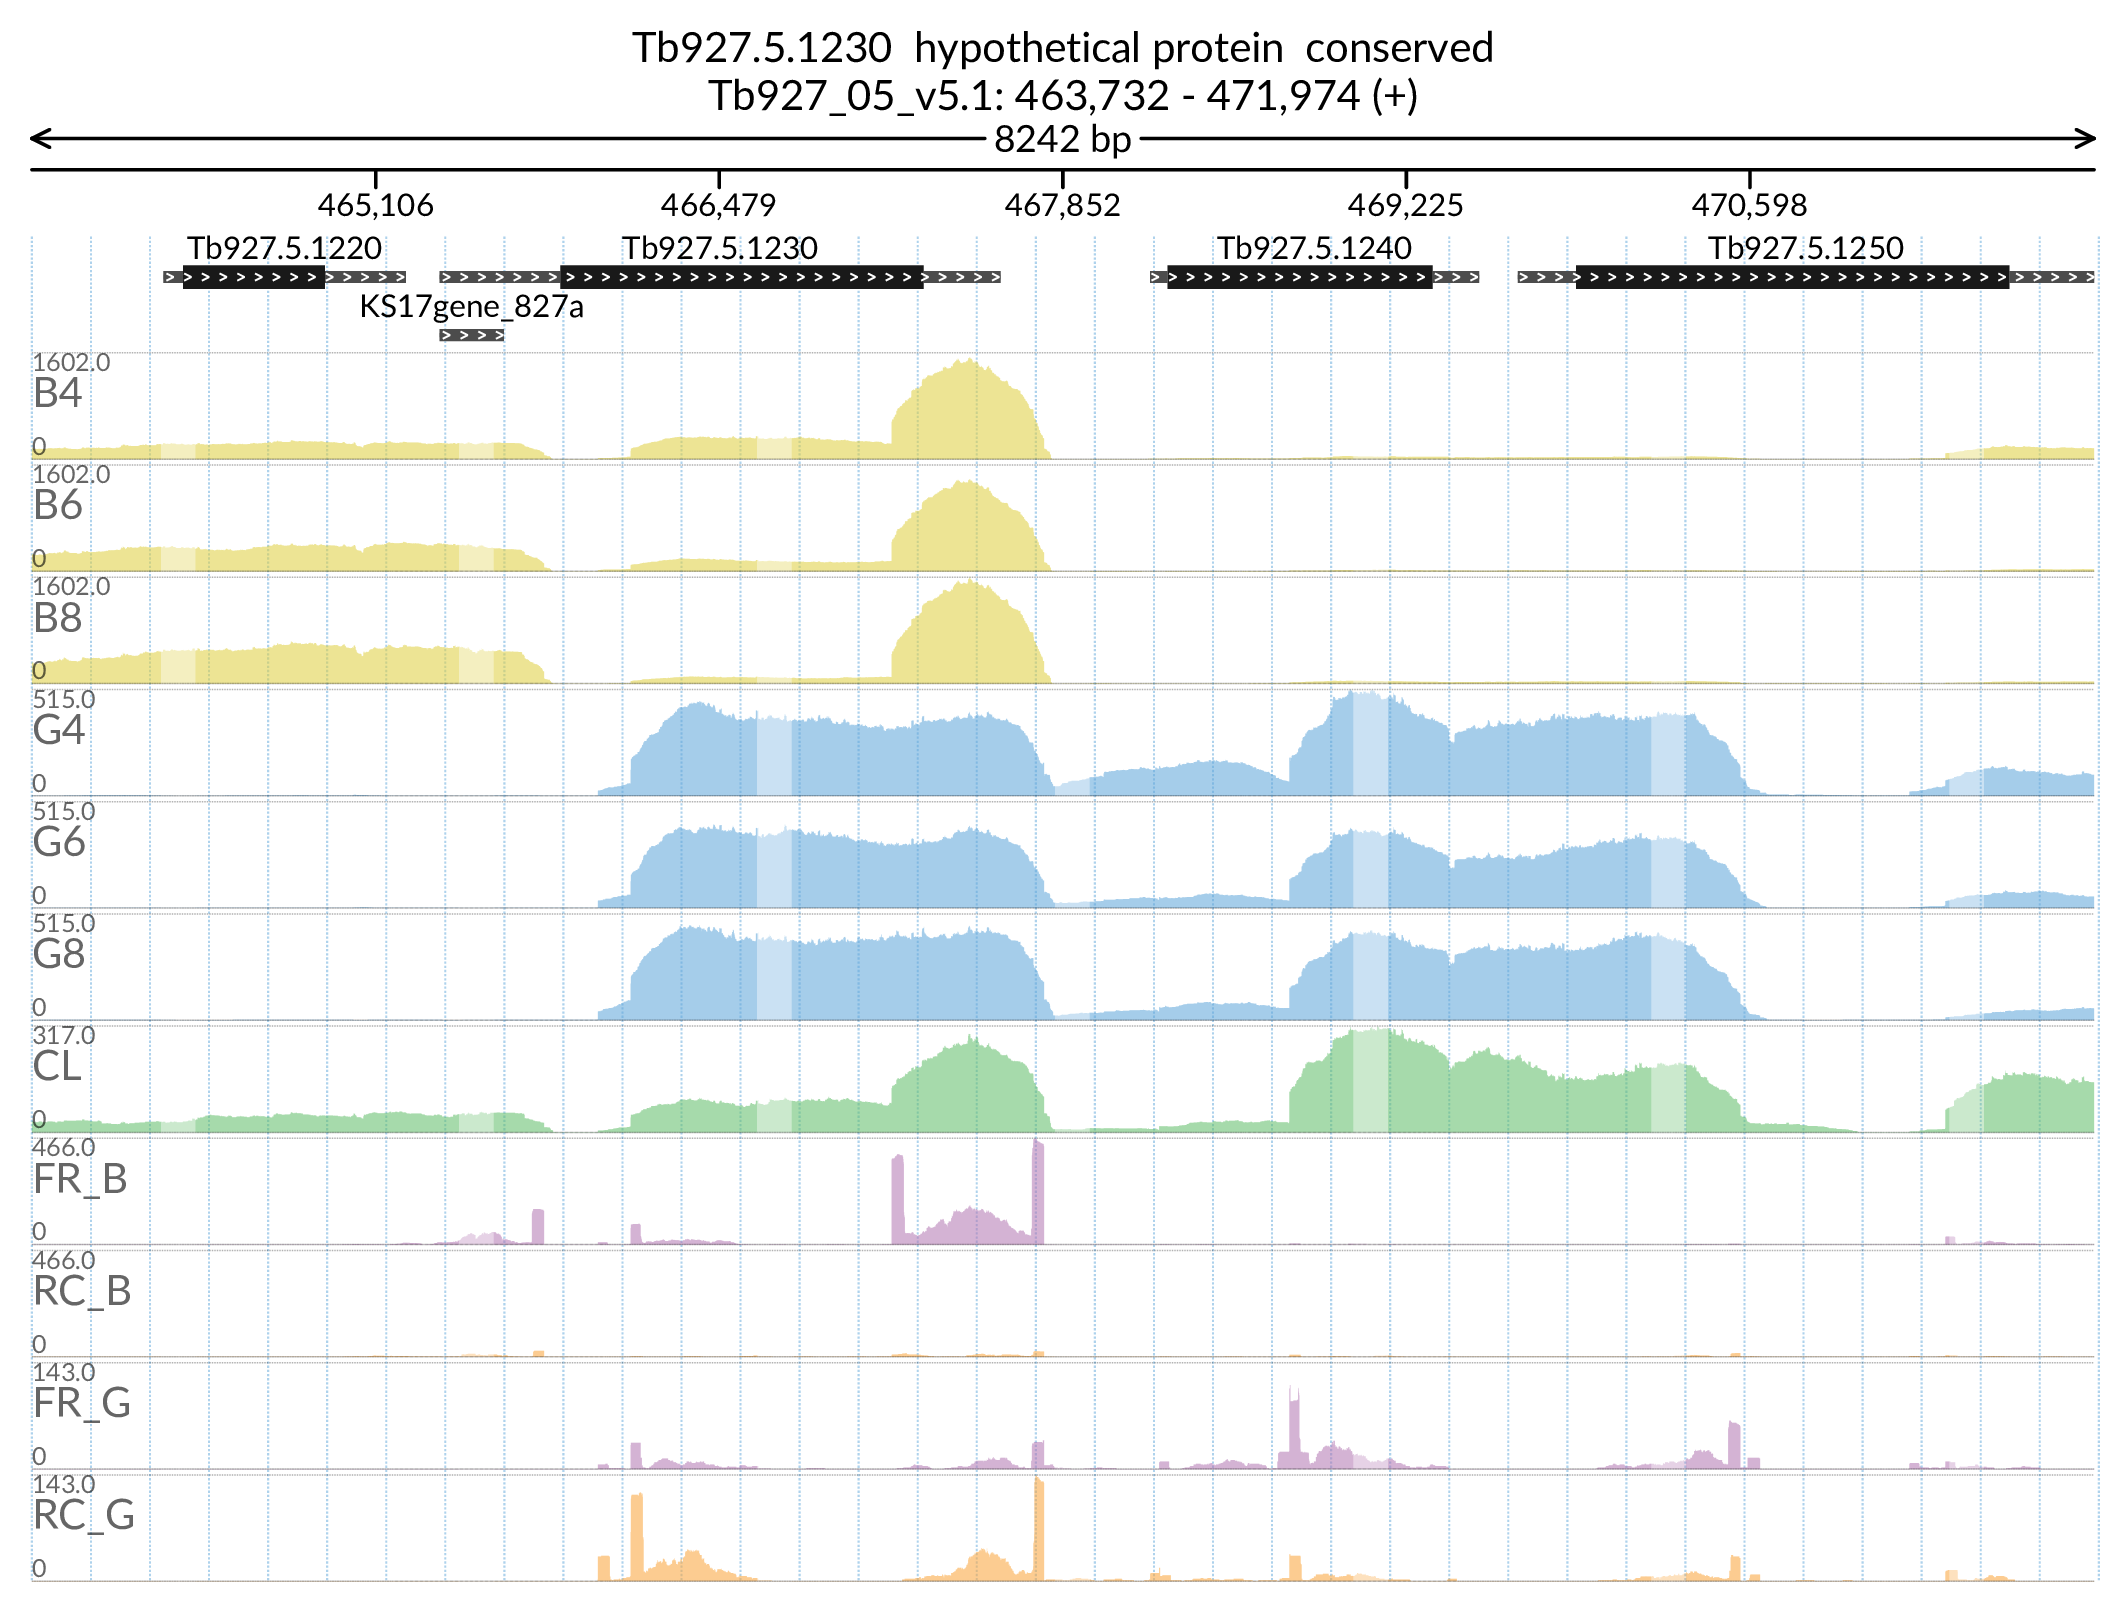 Tb927.5.1230 hypothetical protein conserved
Tb927_05_v5.1: 463,732 - 471,974 (+)
8242 bp
465,106 466,479 467,852 469,225 470,598
Tb927.5.1220 Tb927.5.1230 Tb927.5.1240 Tb927.5.1250
KS17gene_827a
1602.0
B4
0
1602.0
B6
0
1602.0
B8
0
515.0
G4
0
515.0
G6
0
515.0
G8
0
317.0
CL
0
466.0
FR_B
0
466.0
RC_B
0
143.0
FR_G
0
143.0
RC_G
0